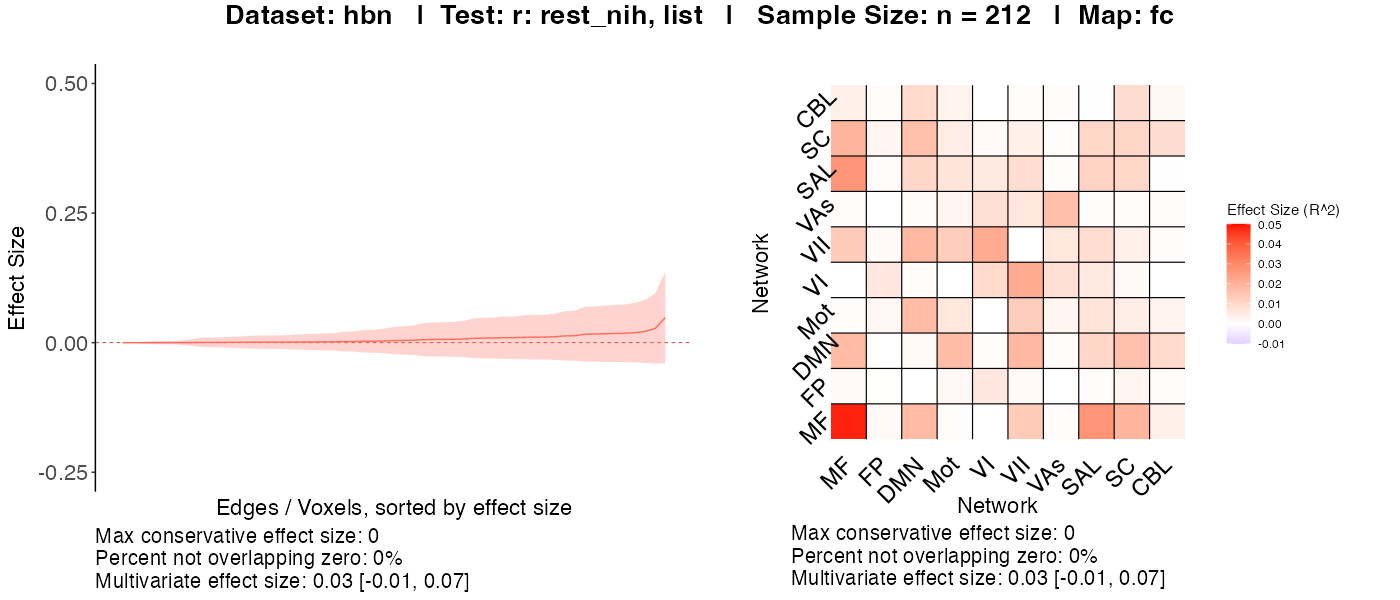 Dataset: hbn | Test: r: rest_nih, list | Sample Size: n = 212 | Map: fc
0.50
0.25
0.00
-0.25
Effect Size
Edges / Voxels, sorted by effect size
Max conservative effect size: 0
Percent not overlapping zero: 0%
Multivariate effect size: 0.03 [-0.01, 0.07]
Network
CBL
SC
SAL
VAs
VII
VI
Mot
DMN
FP
MF
MF FP DMN Mot VI VII VAs SAL SC CBL
Network
Max conservative effect size: 0
Percent not overlapping zero: 0%
Multivariate effect size: 0.03 [-0.01, 0.07]
Effect Size (R^2)
0.05
0.04
0.03
0.02
0.01
0.00
-0.01